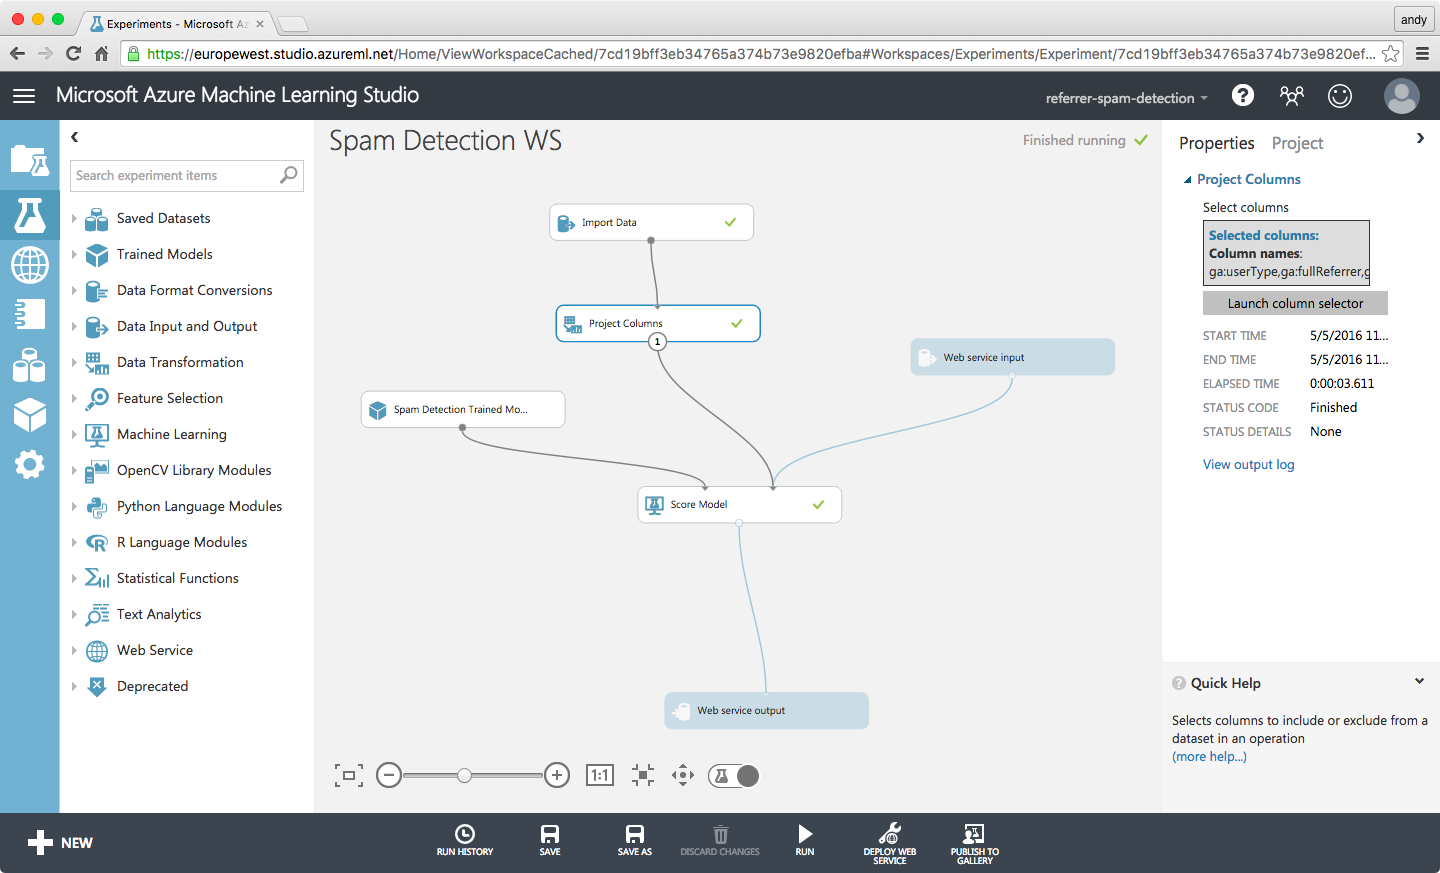 Experiments - Microsoft Az
andy
https://europewest.studio.azureml.net/Home/ViewWorkspaceCached/7cd19bff3eb34765a374b73e9820efba#Workspaces/Experiments/Experiment/7cd19bff3eb34765a374b73e9820ef...
Microsoft Azure Machine Learning Studio
referrer-spam-detection
Search experiment items
Saved Datasets
Trained Models
Data Format Conversions
Data Input and Output
Data Transformation
Feature Selection
Machine Learning
OpenCV Library Modules
Python Language Modules
R Language Modules
Statistical Functions
Text Analytics
Web Service
Deprecated
Spam Detection WS
Finished running
Import Data
Project Columns
1
Web service input
Spam Detection Trained Mo...
Score Model
Web service output
1:1
Properties Project
Project Columns
Select columns
Selected columns:
Column names:
ga:userType,ga:fullReferrer,g
Launch column selector
START TIME 5/5/2016 11...
END TIME 5/5/2016 11...
ELAPSED TIME 0:00:03.611
STATUS CODE Finished
STATUS DETAILS None
View output log
Quick Help
Selects columns to include or exclude from a
dataset in an operation
(more help...)
NEW
RUN HISTORY
SAVE
SAVE AS
DISCARD CHANGES
RUN
DEPLOY WEB
SERVICE
PUBLISH TO
GALLERY